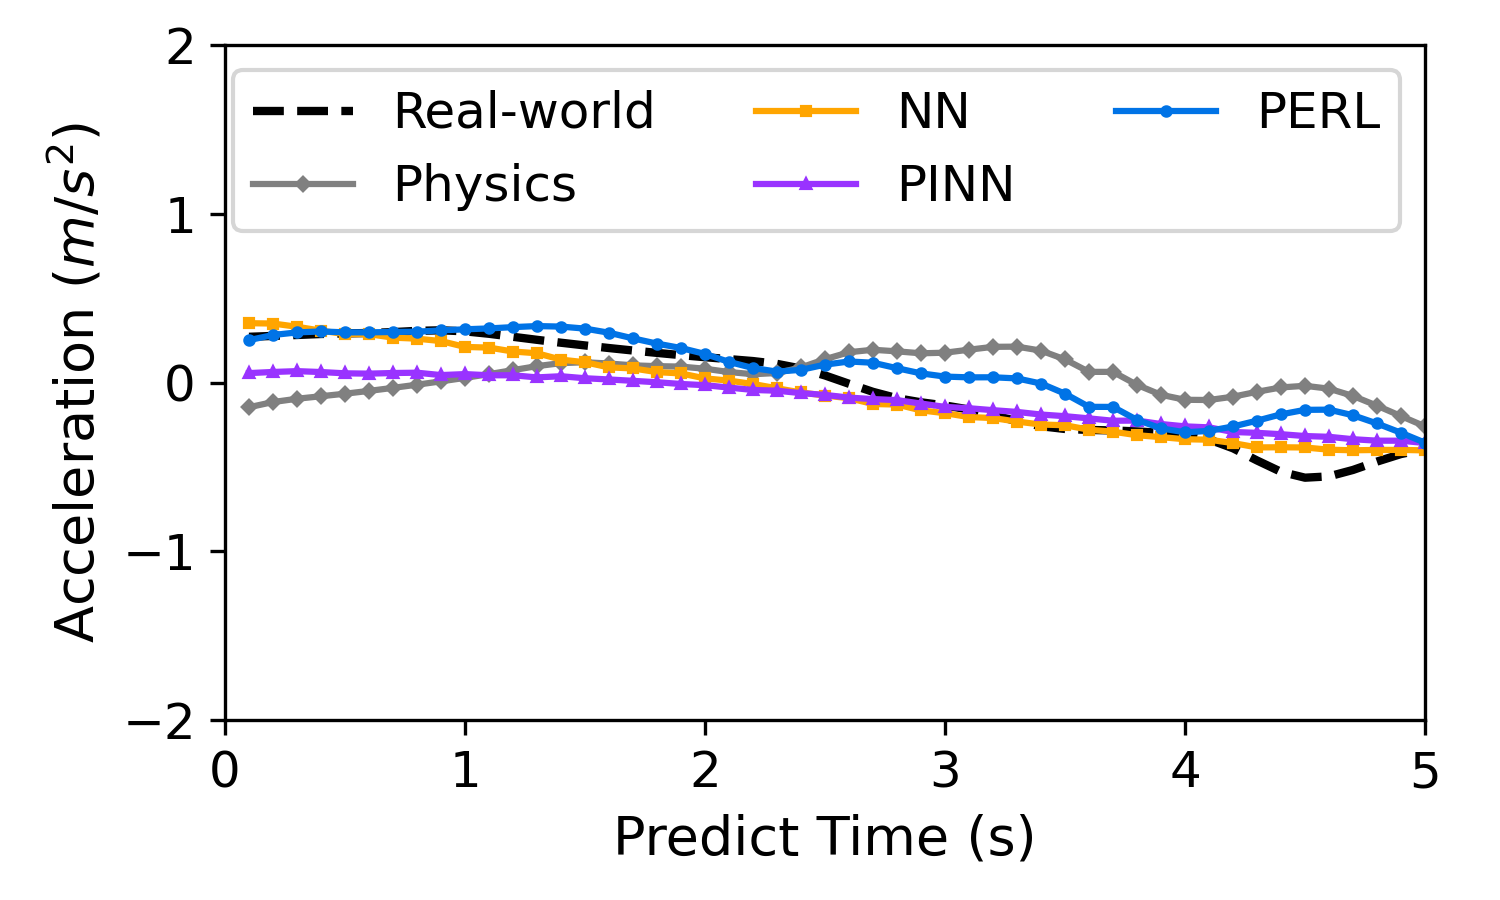 2
1
0
−1
−2
Acceleration (m/s²)
Real-world
Physics
NN
PINN
PERL
0 1 2 3 4 5
Predict Time (s)